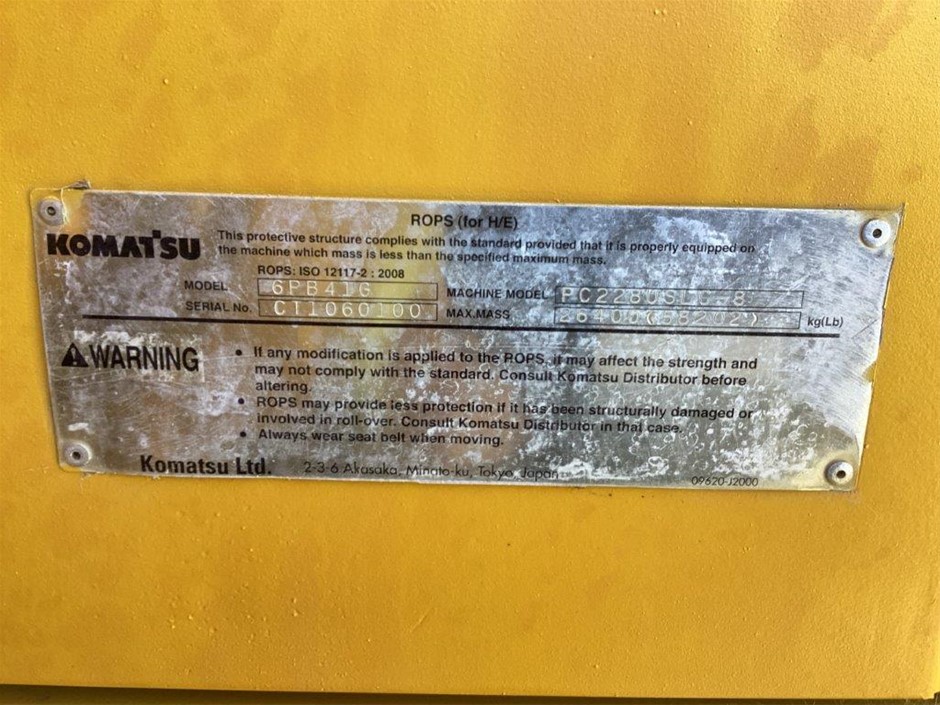 ROPS (for H/E)
KOMATSU
This protective structure complies with the standard provided that it is properly equipped on
the machine which mass is less than the specified maximum mass.
ROPS: ISO 12117-2 : 2008
MODEL 6PB41G MACHINE MODEL PC228USLC-8
SERIAL No. CT1060100 MAX.MASS 26400(58202) kg(Lb)
WARNING
• If any modification is applied to the ROPS, it may affect the strength and
may not comply with the standard. Consult Komatsu Distributor before
altering.
• ROPS may provide less protection if it has been structurally damaged or
involved in roll-over. Consult Komatsu Distributor in that case.
• Always wear seat belt when moving.
Komatsu Ltd. 2-3-6 Akasaka, Minato-ku, Tokyo, Japan
09620-J2000